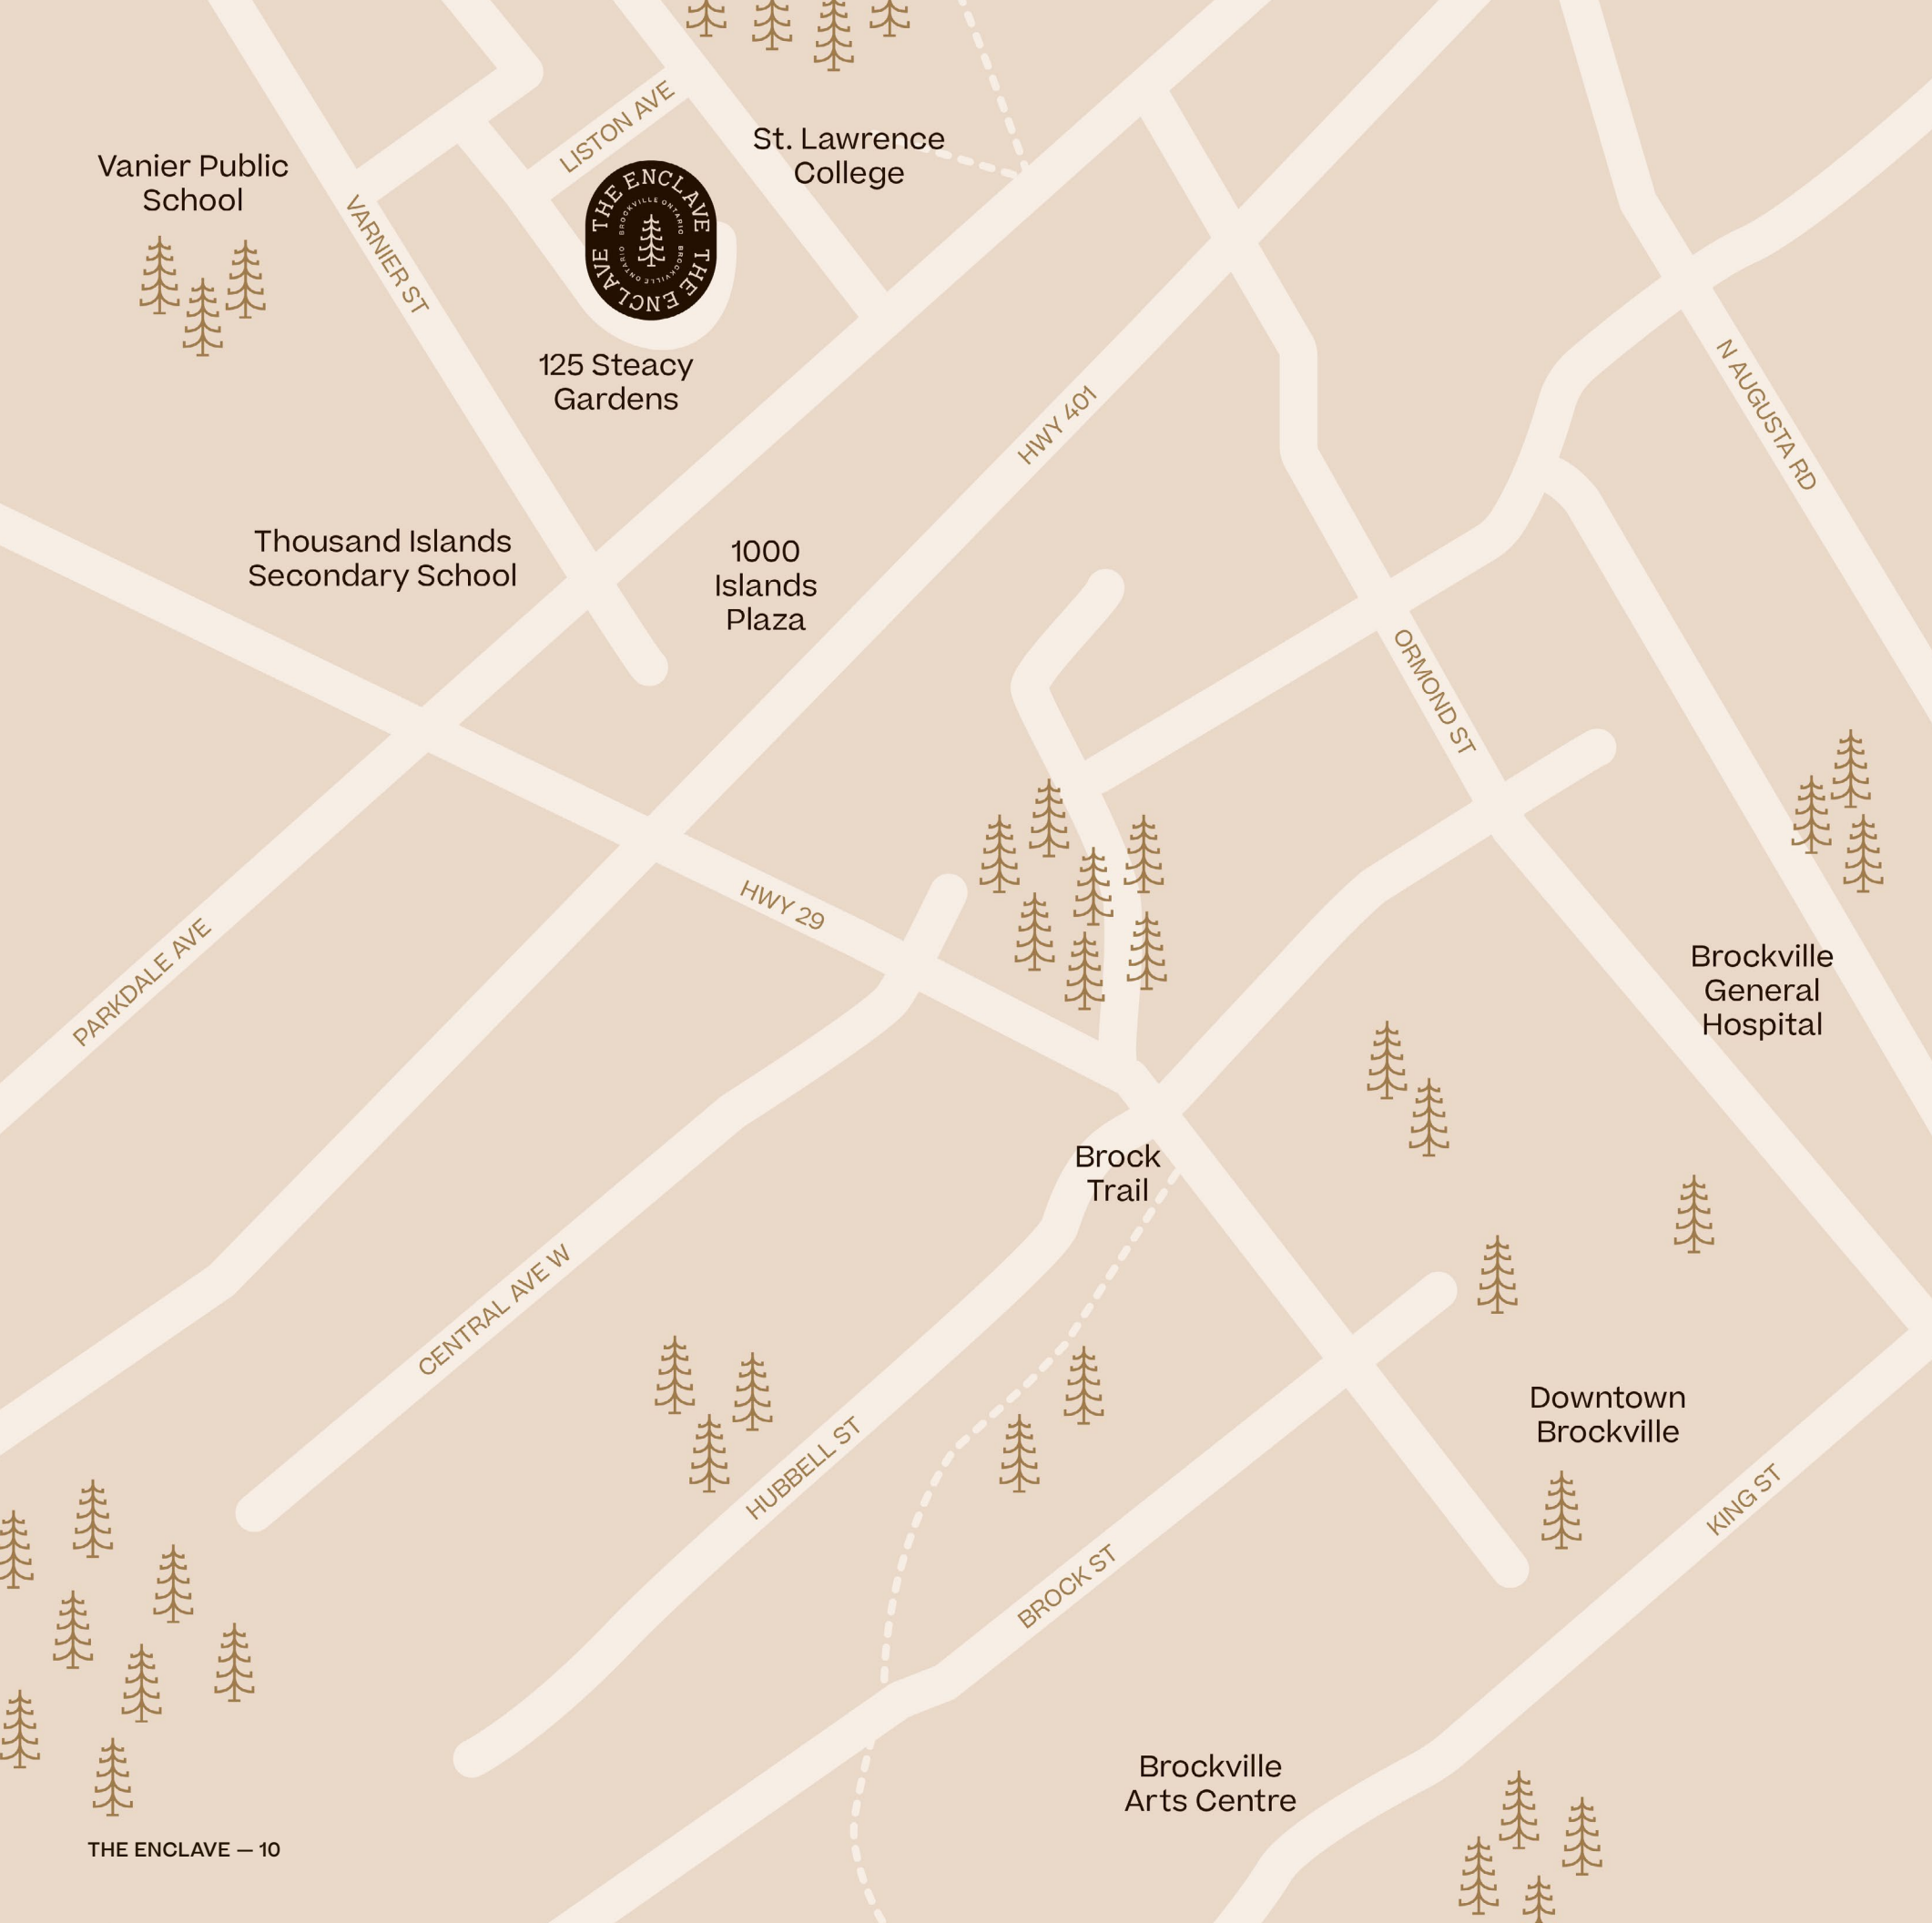 LISTON AVE
St. Lawrence
College
Vanier Public
School
VARNIER ST
THE ENCLAVE THE ENCLAVE
BROCKVILLE ONTARIO BROCKVILLE ONTARIO
125 Steacy
Gardens
HWY 401
N AUGUSTA RD
Thousand Islands
Secondary School
1000
Islands
Plaza
ORMOND ST
HWY 29
PARKDALE AVE
Brockville
General
Hospital
Brock
Trail
CENTRAL AVE W
Downtown
Brockville
HUBBELL ST
KING ST
BROCK ST
Brockville
Arts Centre
THE ENCLAVE — 10